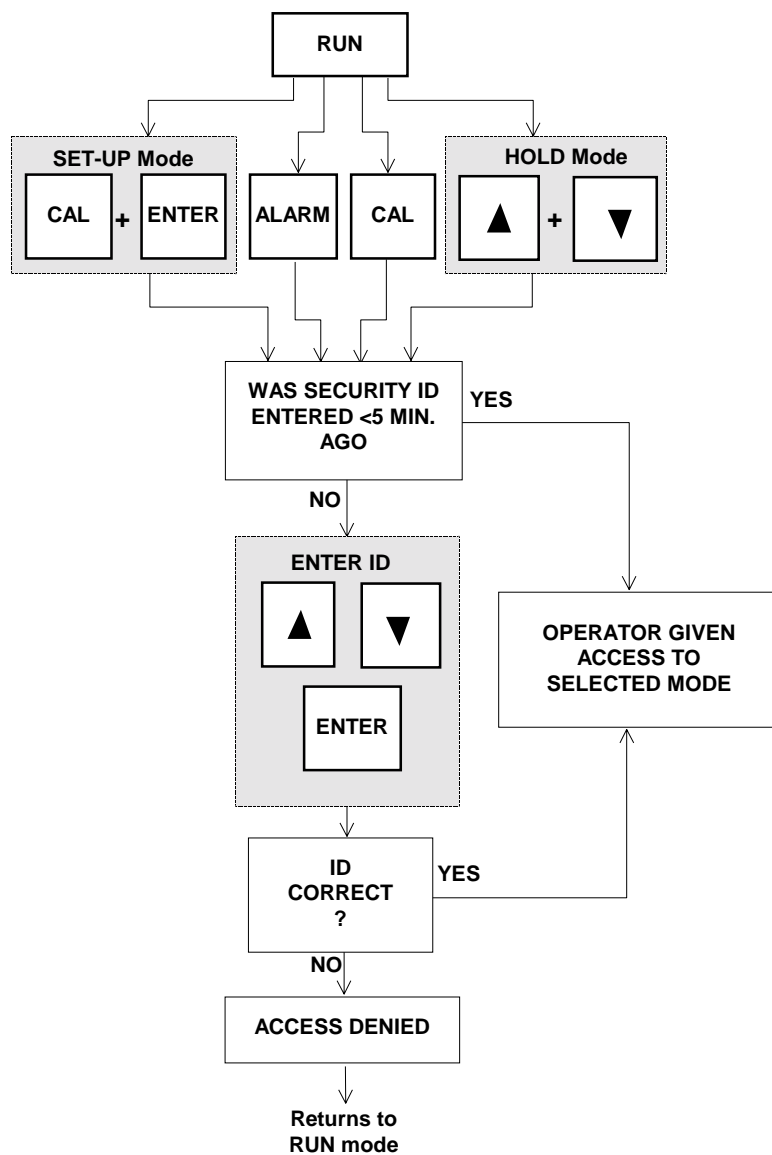 RUN
SET-UP Mode
CAL
+
ENTER
ALARM
CAL
HOLD Mode
▲
+
▼
WAS SECURITY ID
ENTERED <5 MIN.
AGO
YES
NO
ENTER ID
▲
▼
ENTER
OPERATOR GIVEN
ACCESS TO
SELECTED MODE
ID
CORRECT
?
YES
NO
ACCESS DENIED
Returns to
RUN mode